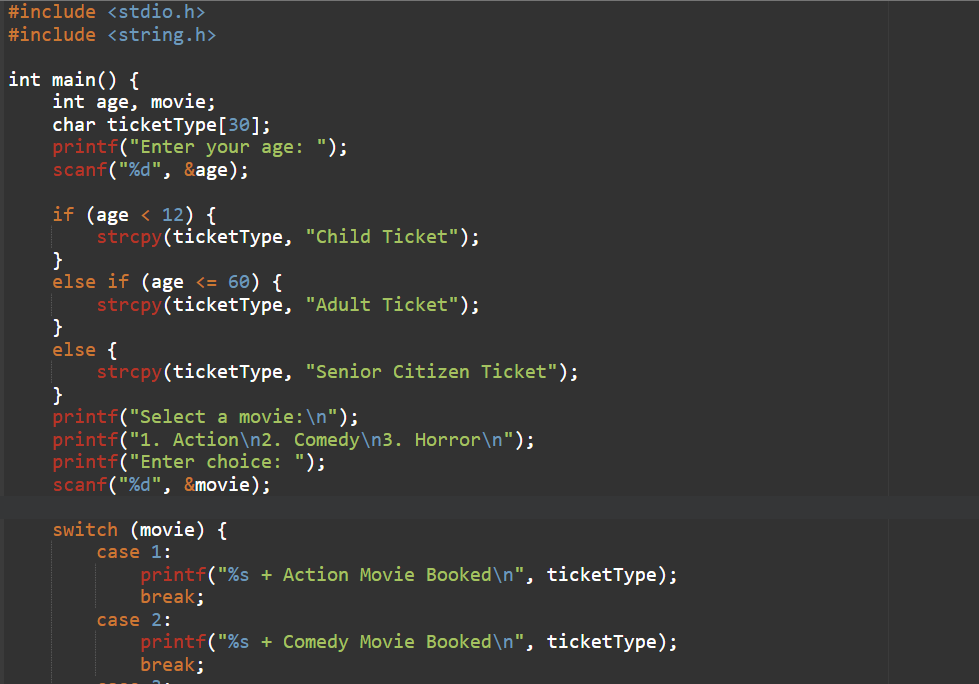 #include <stdio.h>
#include <string.h>
int main() {
    int age, movie;
    char ticketType[30];
    printf("Enter your age: ");
    scanf("%d", &age);
    if (age < 12) {
        strcpy(ticketType, "Child Ticket");
    }
    else if (age <= 60) {
        strcpy(ticketType, "Adult Ticket");
    }
    else {
        strcpy(ticketType, "Senior Citizen Ticket");
    }
    printf("Select a movie:\n");
    printf("1. Action\n2. Comedy\n3. Horror\n");
    printf("Enter choice: ");
    scanf("%d", &movie);
    switch (movie) {
        case 1:
            printf("%s + Action Movie Booked\n", ticketType);
            break;
        case 2:
            printf("%s + Comedy Movie Booked\n", ticketType);
            break;